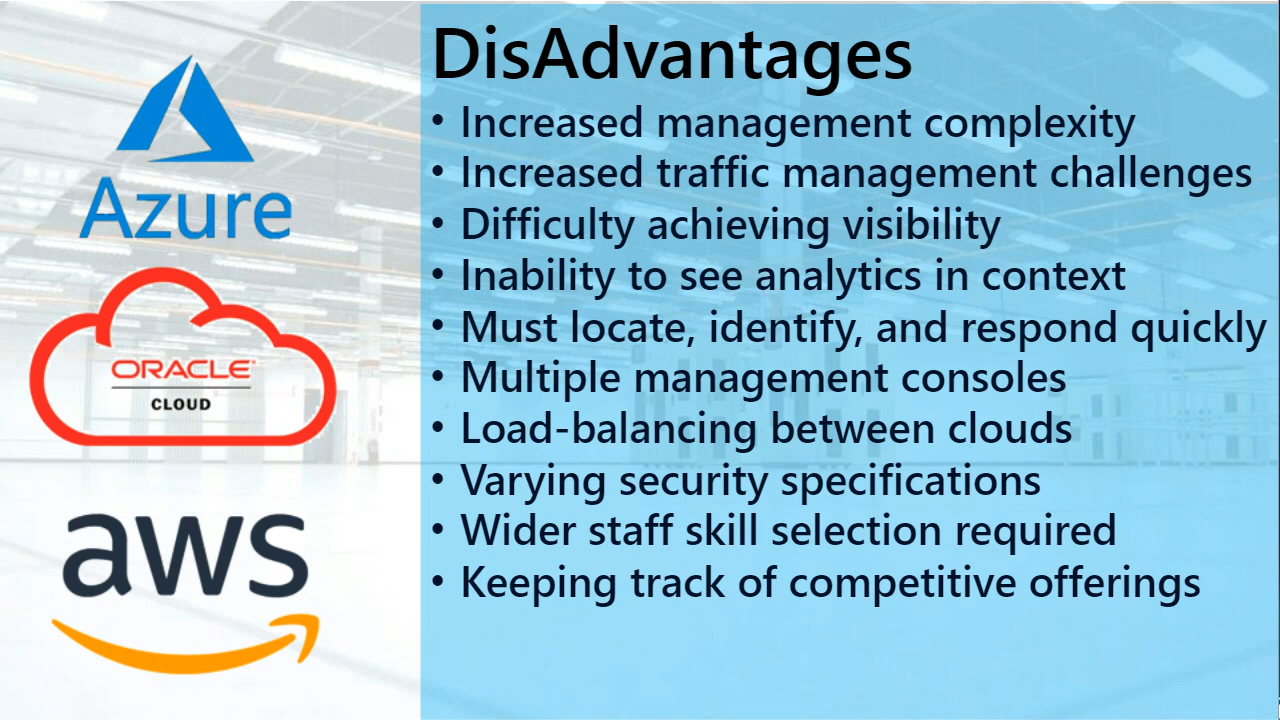 Azure
ORACLE
CLOUD
aws
DisAdvantages
• Increased management complexity
• Increased traffic management challenges
• Difficulty achieving visibility
• Inability to see analytics in context
• Must locate, identify, and respond quickly
• Multiple management consoles
• Load-balancing between clouds
• Varying security specifications
• Wider staff skill selection required
• Keeping track of competitive offerings